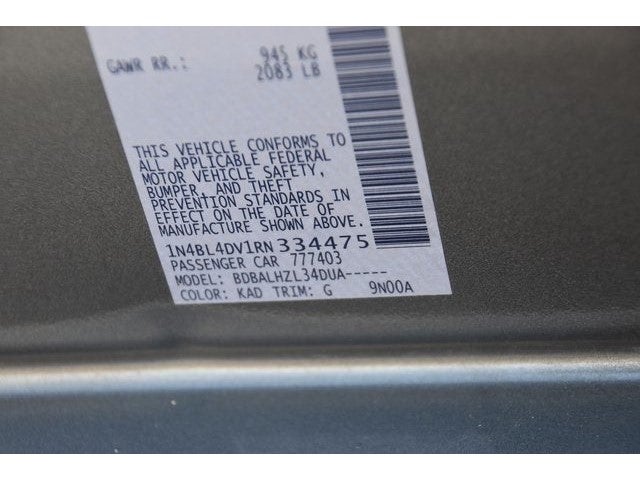 GAWR RR.: 945 KG
2083 LB
THIS VEHICLE CONFORMS TO
ALL APPLICABLE FEDERAL
MOTOR VEHICLE SAFETY,
BUMPER, AND THEFT
PREVENTION STANDARDS IN
EFFECT ON THE DATE OF
MANUFACTURE SHOWN ABOVE.
1N4BL4DV1RN334475
PASSENGER CAR 777403
MODEL: BDBALHZL34DUA-----
COLOR: KAD TRIM: G 9N00A